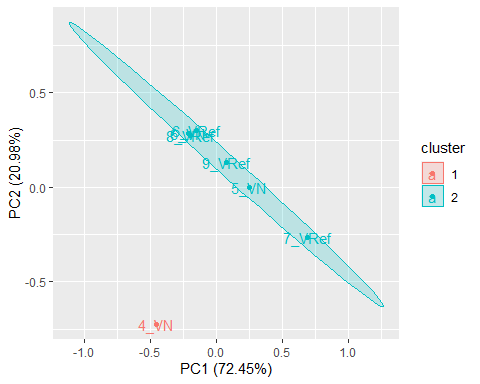 0.5
0.0
-0.5
PC2 (20.98%)
8_VRef
9_VRef
5_VN
7_VRef
4_VN
-1.0 -0.5 0.0 0.5 1.0
PC1 (72.45%)
cluster
a 1
a 2